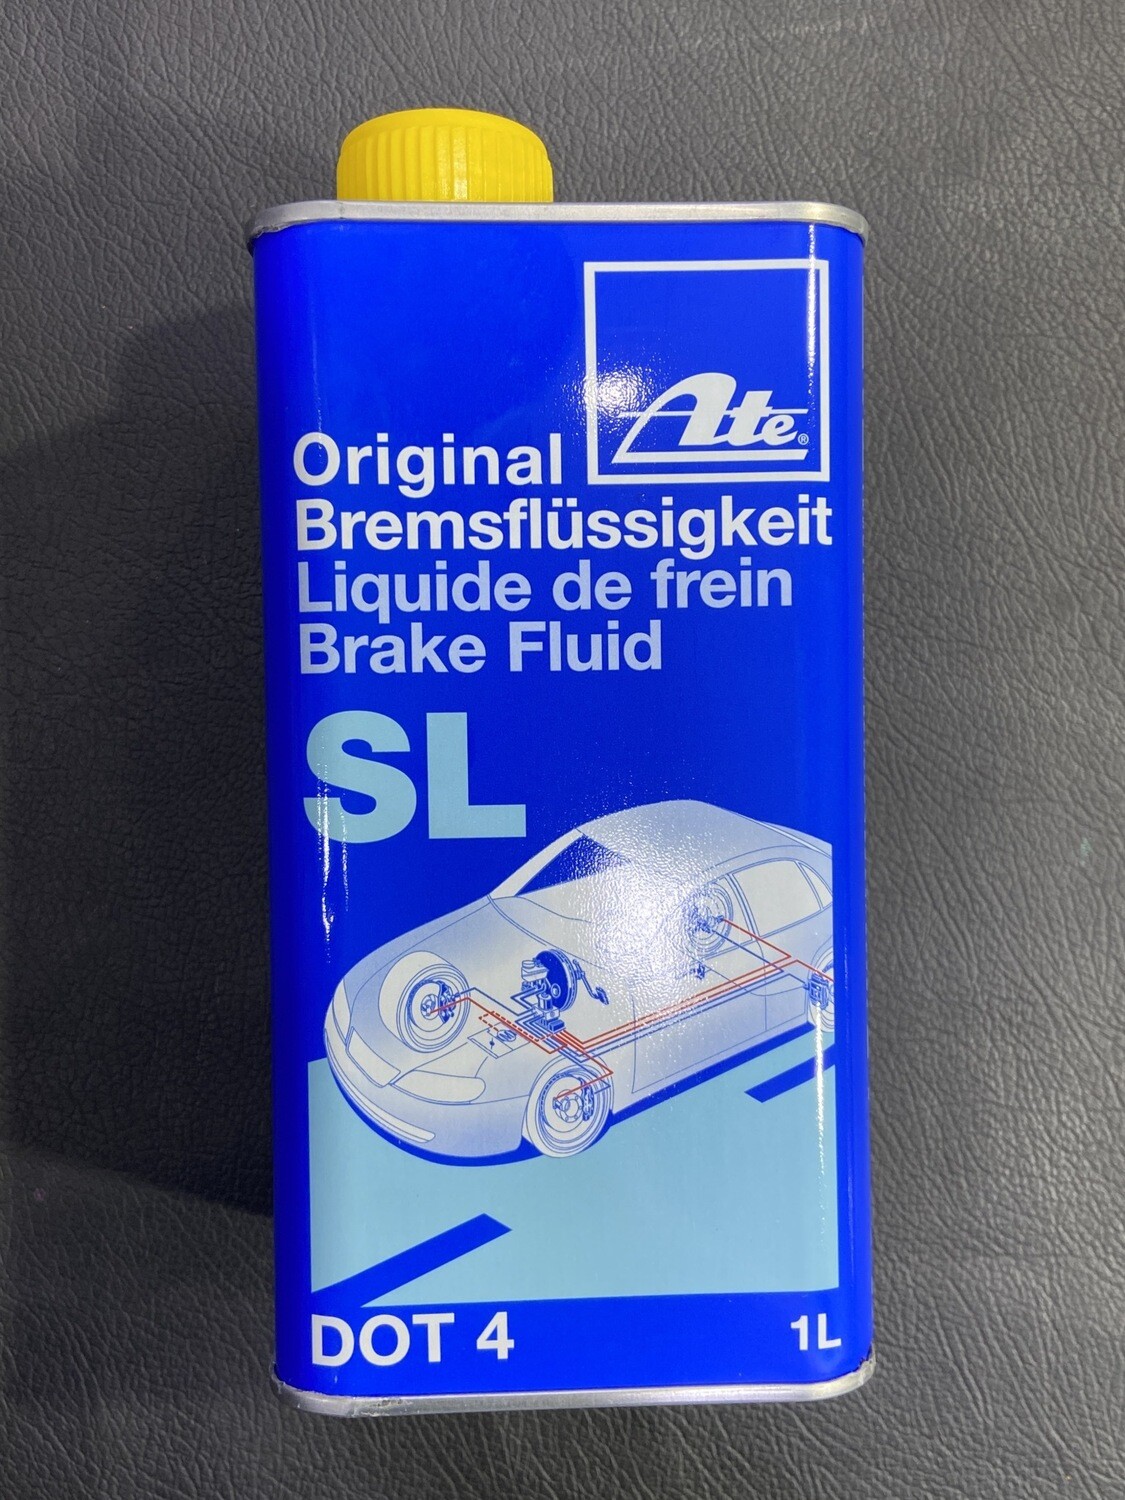 Ate®
Original
Bremsflüssigkeit
Liquide de frein
Brake Fluid
SL
DOT 4
1L